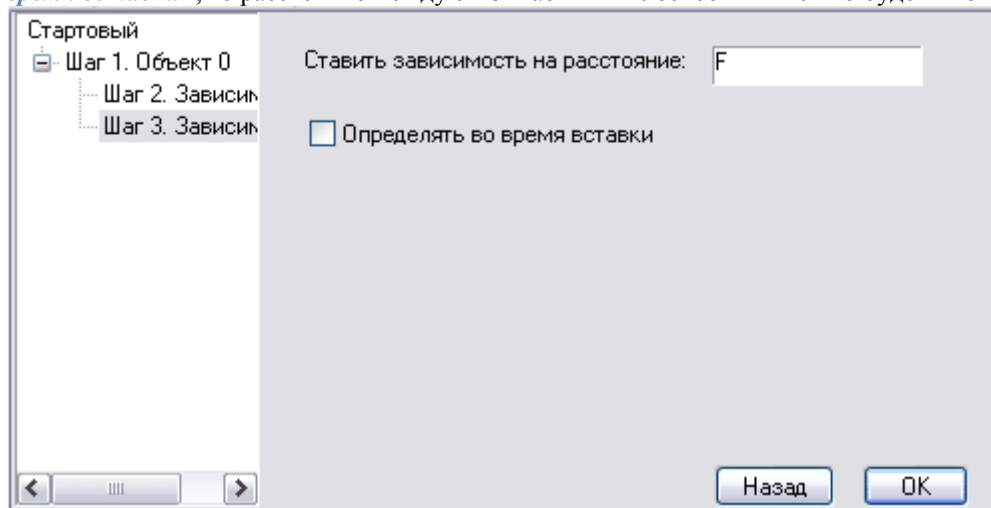 Стартовый
Шаг 1. Объект 0
Шаг 2. Зависим
Шаг 3. Зависим
Ставить зависимость на расстояние: F
Определять во время вставки
Назад OK